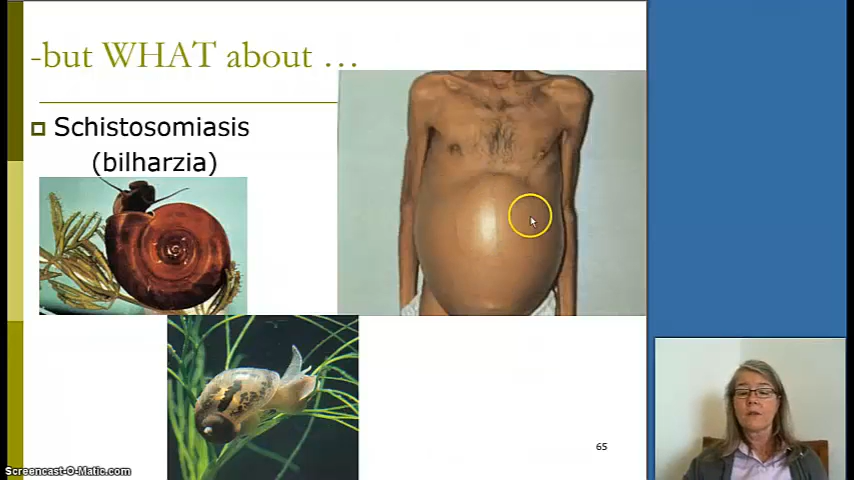 -but WHAT about ...
Schistosomiasis
(bilharzia)
65
Screencast-O-Matic.com